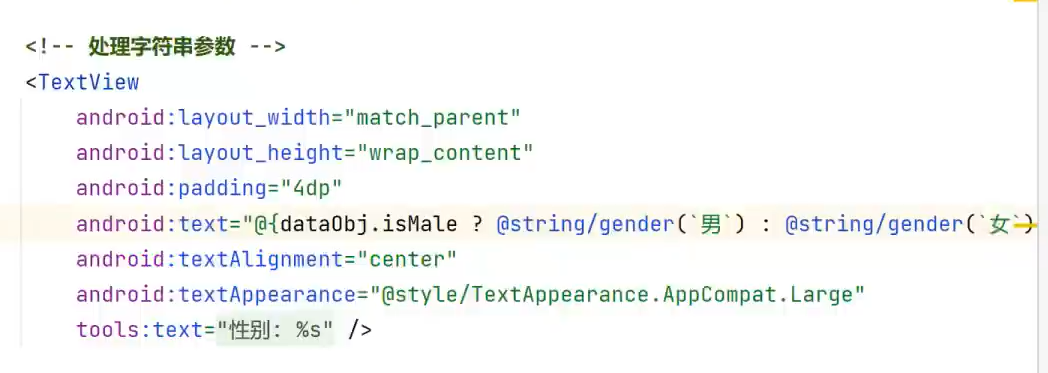 <!-- 处理字符串参数 -->
<TextView
android:layout_width="match_parent"
android:layout_height="wrap_content"
android:padding="4dp"
android:text="@{dataObj.isMale ? @string/gender(`男`) : @string/gender(`女`)
android:textAlignment="center"
android:textAppearance="@style/TextAppearance.AppCompat.Large"
tools:text="性别: %s" />